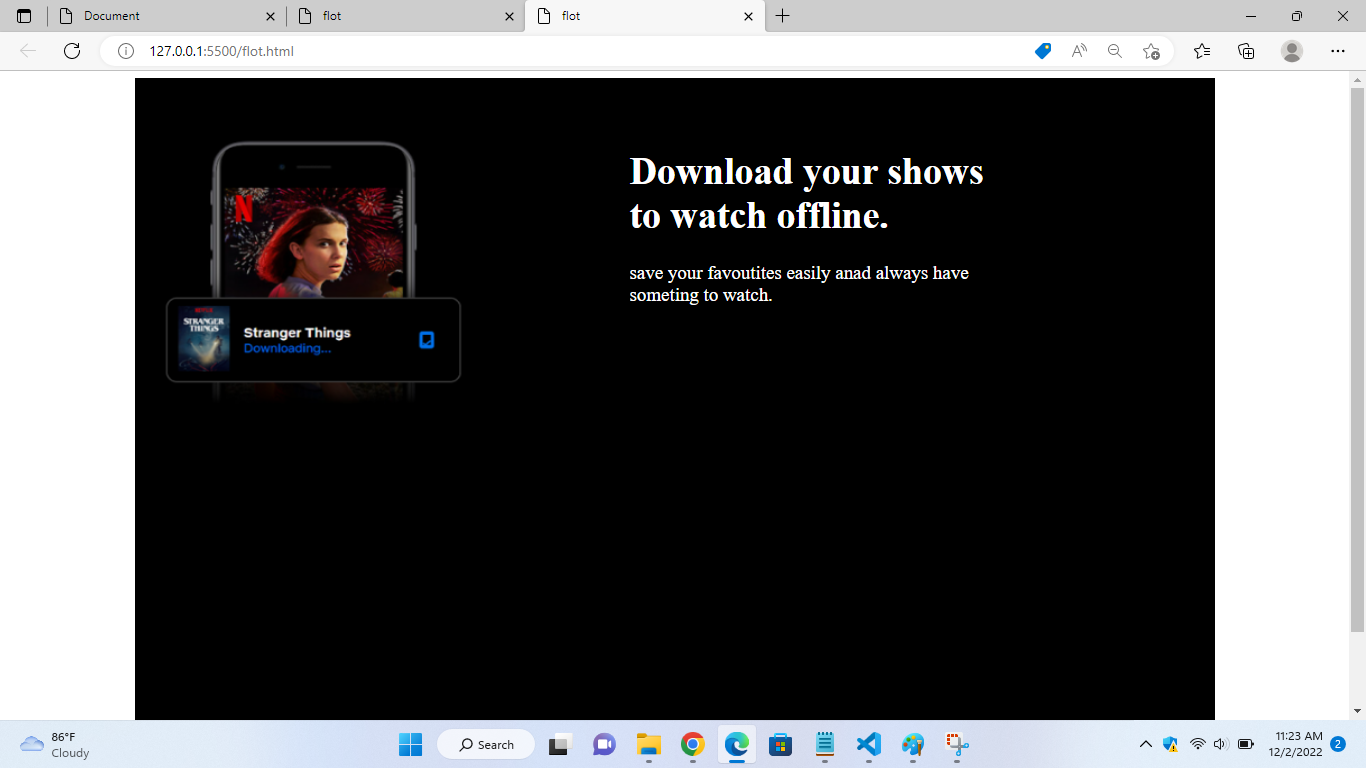 Document
flot
flot
127.0.0.1:5500/flot.html
Download your shows
to watch offline.
save your favoutites easily anad always have
someting to watch.
N
STRANGER
THINGS
Stranger Things
Downloading...
86°F
Cloudy
Search
11:23 AM
12/2/2022
2